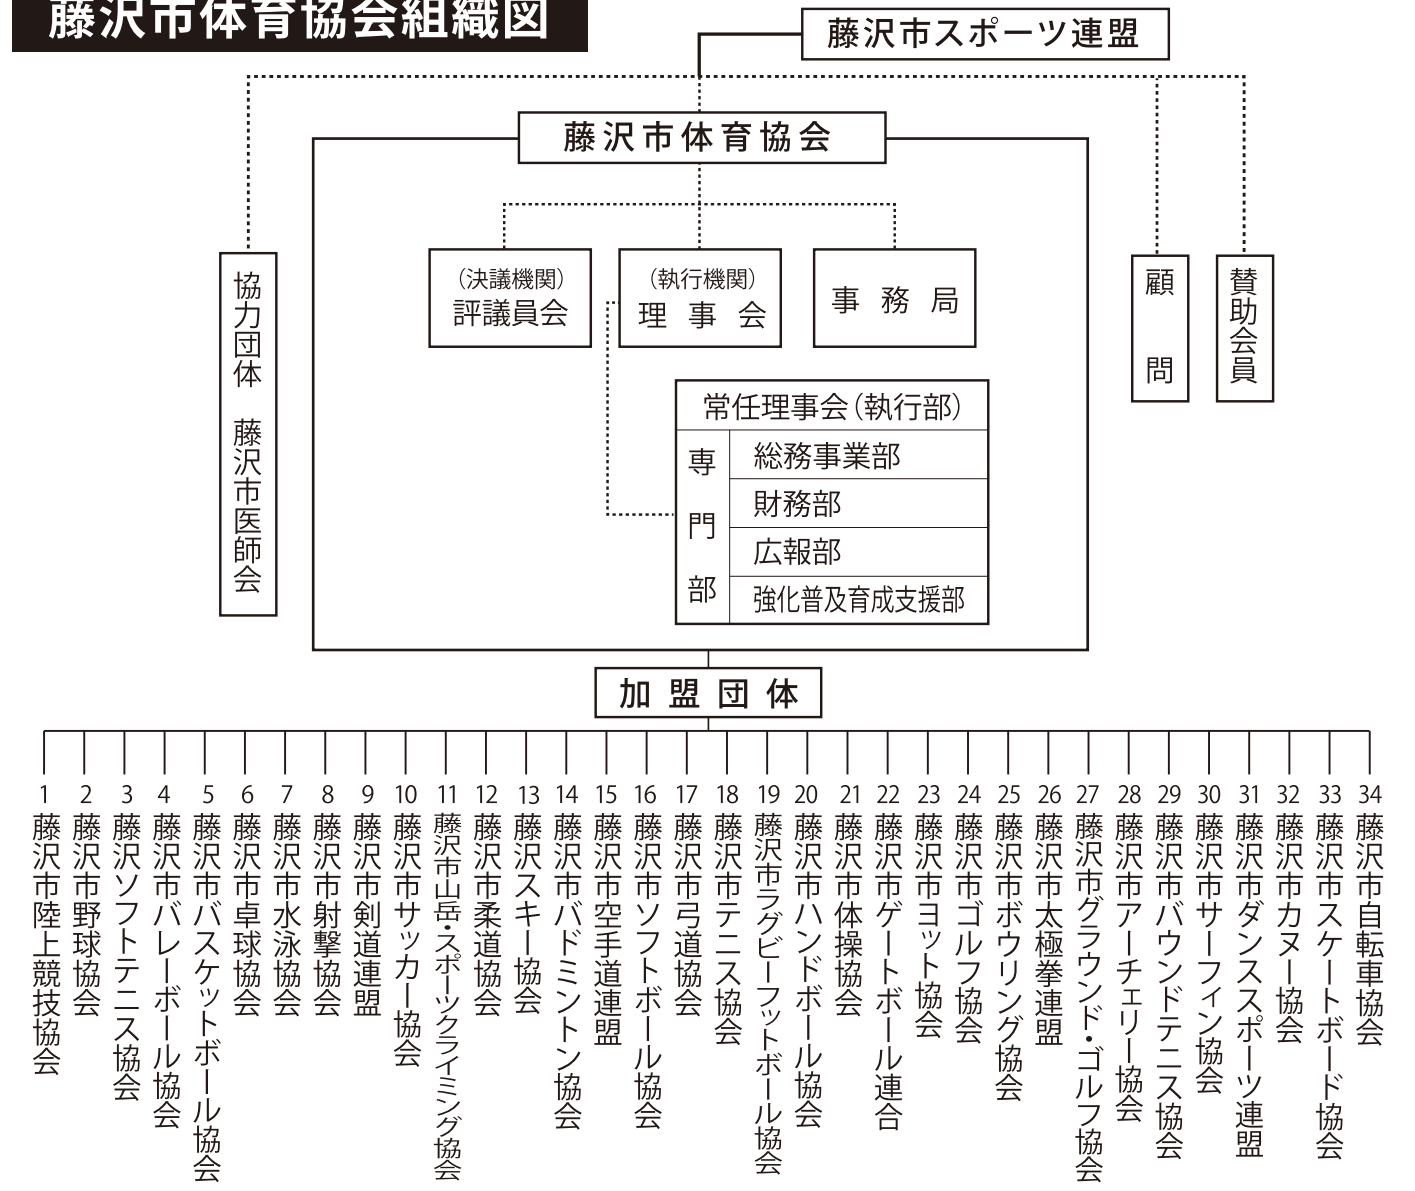 藤沢市体育協会組織図
藤沢市スポーツ連盟
藤沢市体育協会
（決議機関）
評議員会
（執行機関）
理事会
事務局
協力団体　藤沢市医師会
顧問
賛助会員
常任理事会（執行部）
専門部
総務事業部
財務部
広報部
強化普及育成支援部
加盟団体
1 藤沢市陸上競技協会
2 藤沢市野球協会
3 藤沢市ソフトテニス協会
4 藤沢市バレーボール協会
5 藤沢市バスケットボール協会
6 藤沢市卓球協会
7 藤沢市水泳協会
8 藤沢市射撃協会
9 藤沢市剣道連盟
10 藤沢市サッカー協会
11 藤沢市山岳・スポーツクライミング協会
12 藤沢市柔道協会
13 藤沢スキー協会
14 藤沢市バドミントン協会
15 藤沢市空手道連盟
16 藤沢市ソフトボール協会
17 藤沢市弓道協会
18 藤沢市テニス協会
19 藤沢市ラグビーフットボール協会
20 藤沢市ハンドボール協会
21 藤沢市体操協会
22 藤沢市ゲートボール連合
23 藤沢市ヨット協会
24 藤沢市ゴルフ協会
25 藤沢市ボウリング協会
26 藤沢市太極拳連盟
27 藤沢市グラウンド・ゴルフ協会
28 藤沢市アーチェリー協会
29 藤沢市バウンドテニス協会
30 藤沢市サーフィン協会
31 藤沢市ダンススポーツ連盟
32 藤沢市カヌー協会
33 藤沢市スケートボード協会
34 藤沢市自転車協会